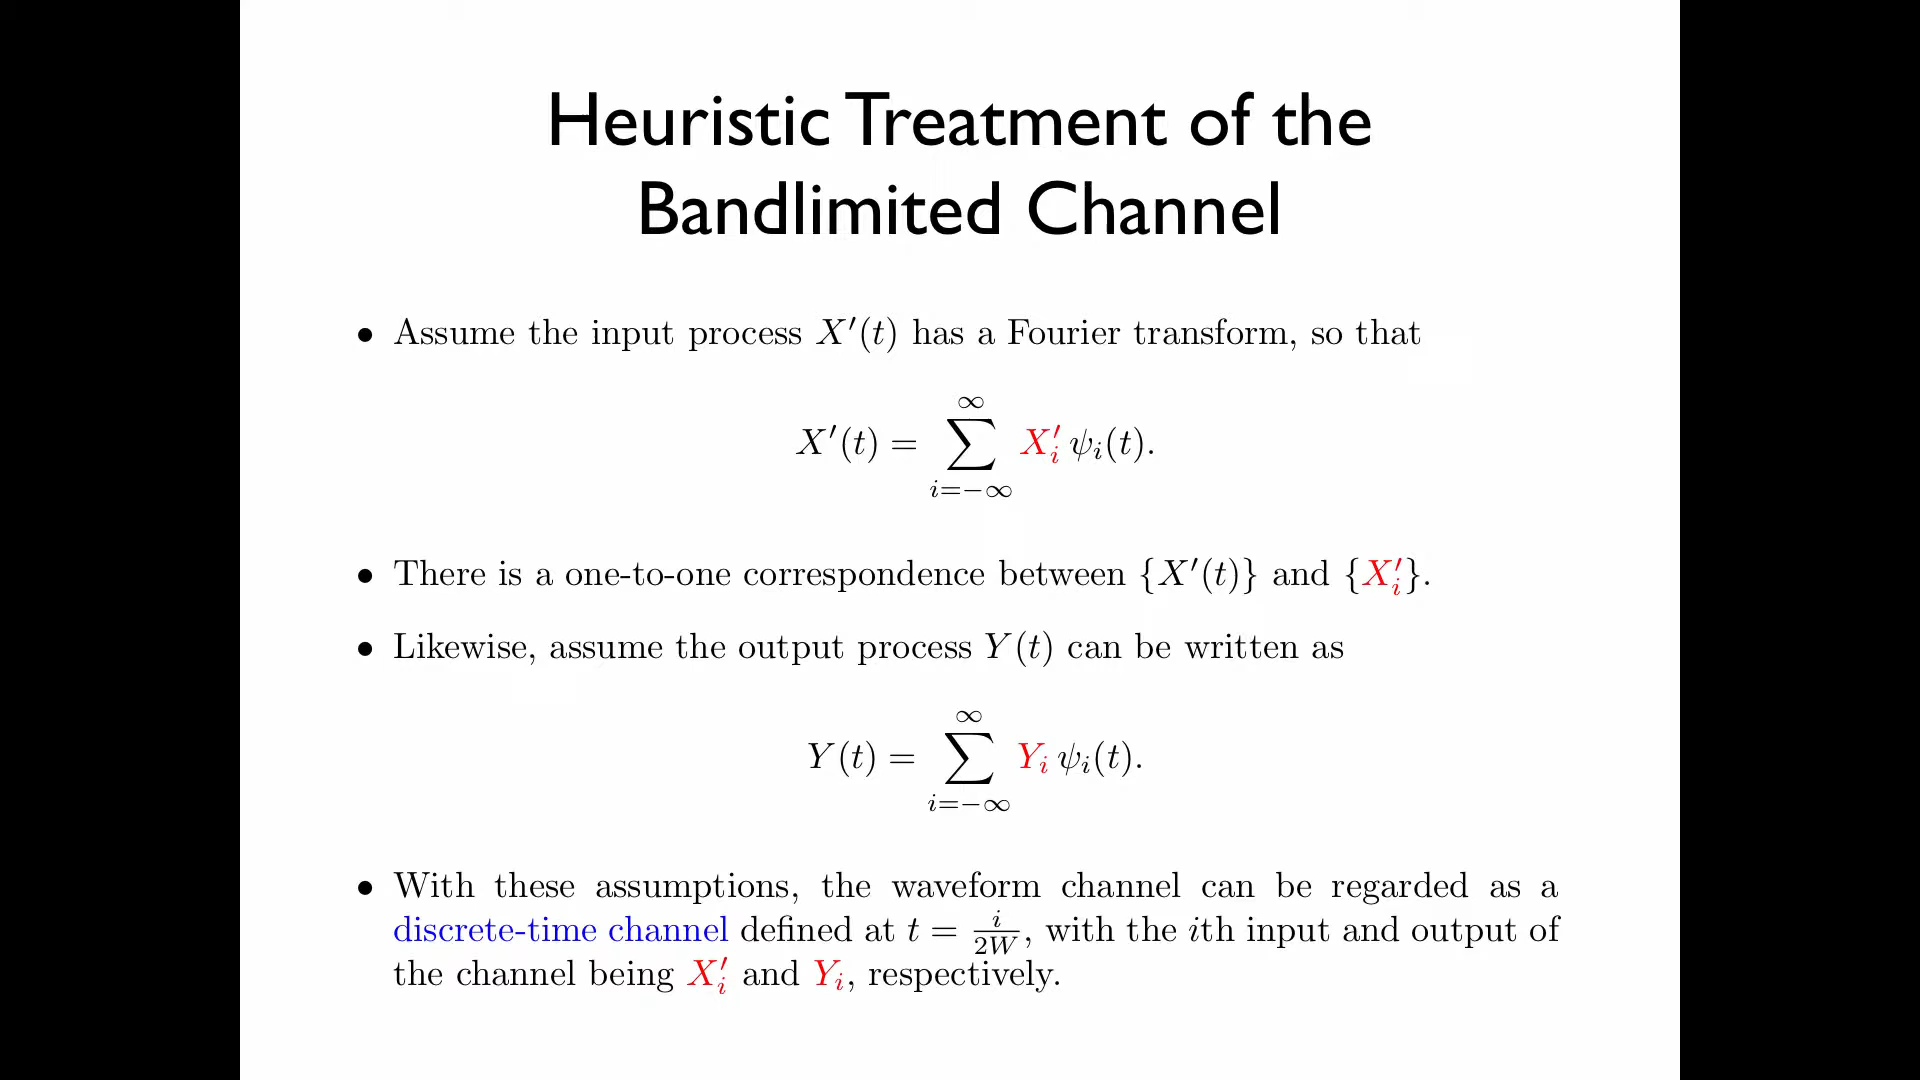 Heuristic Treatment of the
Bandlimited Channel
• Assume the input process X′(t) has a Fourier transform, so that
X′(t) = ∑_{i=−∞}^{∞} X′_i ψ_i(t).
• There is a one-to-one correspondence between {X′(t)} and {X′_i}.
• Likewise, assume the output process Y(t) can be written as
Y(t) = ∑_{i=−∞}^{∞} Y_i ψ_i(t).
• With these assumptions, the waveform channel can be regarded as a
discrete-time channel defined at t = i/2W, with the ith input and output of
the channel being X′_i and Y_i, respectively.